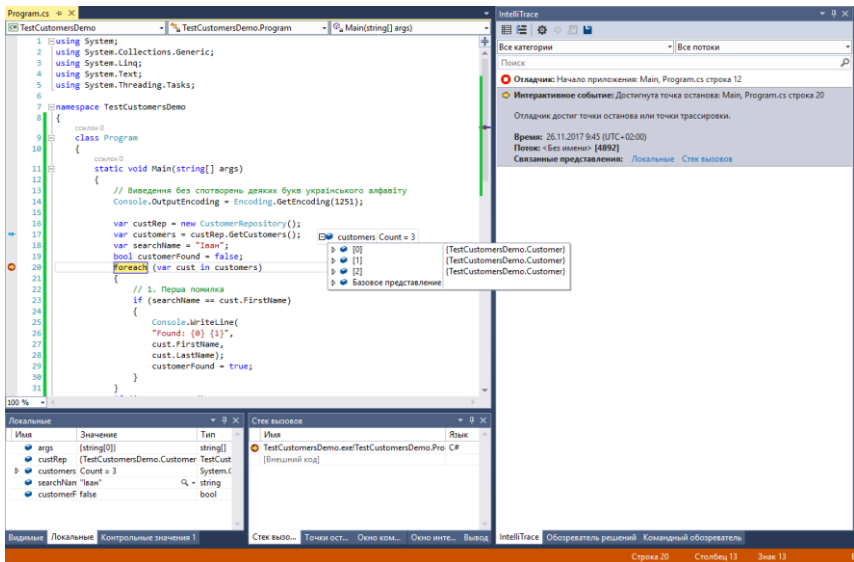 Program.cs
TestCustomersDemo
TestCustomersDemo.Program
Main(string[] args)
1 using System;
2 using System.Collections.Generic;
3 using System.Linq;
4 using System.Text;
5 using System.Threading.Tasks;
6
7 namespace TestCustomersDemo
8 {
ссылок 0
9 class Program
10 {
ссылок 0
11 static void Main(string[] args)
12 {
13 // Виведення без спотворень деяких букв українського алфавіту
14 Console.OutputEncoding = Encoding.GetEncoding(1251);
15
16 var custRep = new CustomerRepository();
17 var customers = custRep.GetCustomers();
18 var searchName = "Іван";
19 bool customerFound = false;
20 foreach (var cust in customers)
21 {
22 // 1. Перша помилка
23 if (searchName == cust.FirstName)
24 {
25 Console.WriteLine(
26 "Found: {0} {1}",
27 cust.FirstName,
28 cust.LastName);
29 customerFound = true;
30 }
31 }
customers Count = 3
[0] {TestCustomersDemo.Customer}
[1] {TestCustomersDemo.Customer}
[2] {TestCustomersDemo.Customer}
Базовое представление
100 %
Локальные
Имя Значение Тип
args {string[0]} string[]
custRep {TestCustomersDemo.Customer TestCust
customers Count = 3 System.C
searchNan "Іван" string
customerF false bool
Видимые Локальные Контрольные значения 1
Стек вызовов
Имя Язык
TestCustomersDemo.exe!TestCustomersDemo.Pro C#
[Внешний код]
Стек вызо... Точки ост... Окно ком... Окно инте... Вывод
IntelliTrace
Все категории
Все потоки
Поиск
Отладчик: Начало приложения: Main, Program.cs строка 12
Интерактивное событие: Достигнута точка останова: Main, Program.cs строка 20
Отладчик достиг точки останова или точки трассировки.
Время: 26.11.2017 9:45 (UTC+02:00)
Поток: <Без имени> [4892]
Связанные представления: Локальные Стек вызовов
IntelliTrace Обозреватель решений Командный обозреватель
Строка 20 Столбец 13 Знак 13